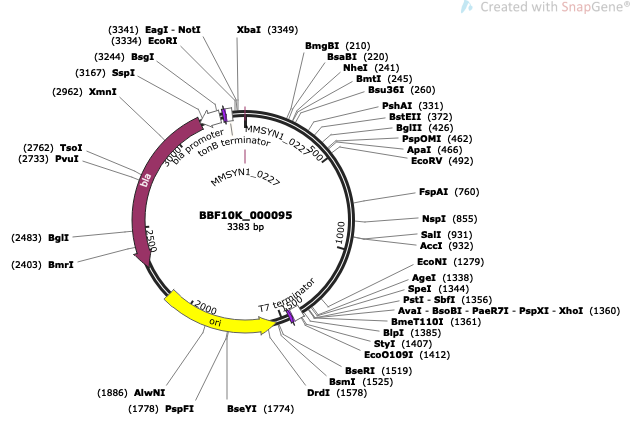 Created with SnapGene®
(3341) EagI - NotI
(3334) EcoRI
(3244) BsgI
(3167) SspI
(2962) XmnI
(2762) TsoI
(2733) PvuI
(2483) BglI
(2403) BmrI
(1886) AlwNI
(1778) PspFI
XbaI (3349)
BmgBI (210)
BsaBI (220)
NheI (241)
BmtI (245)
Bsu36I (260)
PshAI (331)
BstEII (372)
BglII (426)
PspOMI (462)
ApaI (466)
EcoRV (492)
FspAI (760)
NspI (855)
SalI (931)
AccI (932)
EcoNI (1279)
AgeI (1338)
SpeI (1344)
PstI - SbfI (1356)
AvaI - BsoBI - PaeR7I - PspXI - XhoI (1360)
BmeT110I (1361)
BlpI (1385)
StyI (1407)
EcoO109I (1412)
BseRI (1519)
BsmI (1525)
DrdI (1578)
BseYI (1774)
bla promoter
tonB terminator
MMSYN1_0227
MMSYN1_0227
BBF10K_000095
3383 bp
500
1000
T7 terminator
1500
2000
ori
2500
bla
3000